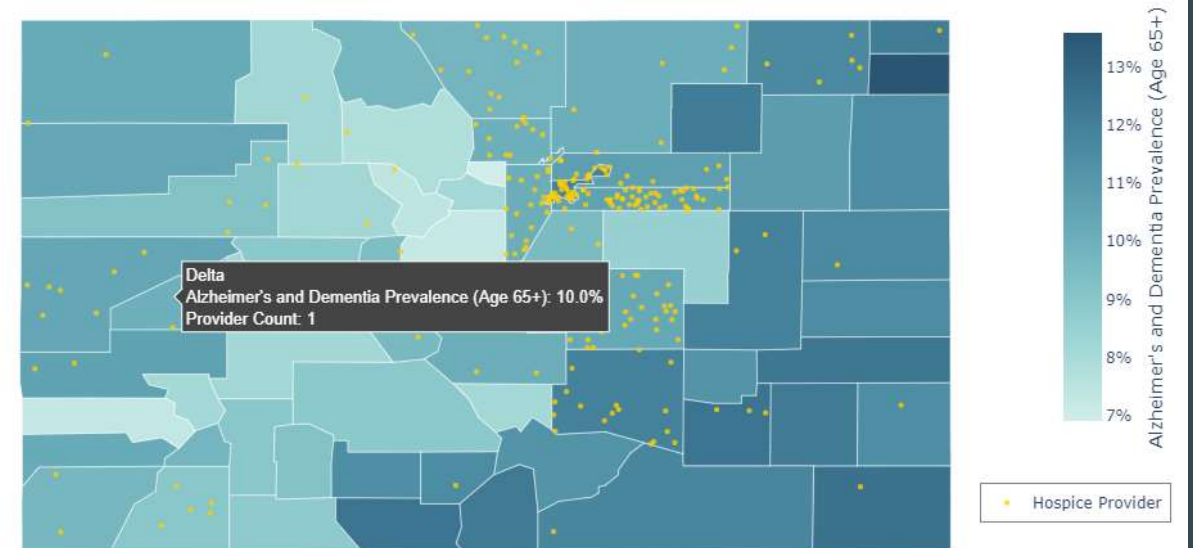 Delta
Alzheimer's and Dementia Prevalence (Age 65+): 10.0%
Provider Count: 1
13%
12%
11%
10%
9%
8%
7%
Alzheimer's and Dementia Prevalence (Age 65+)
Hospice Provider